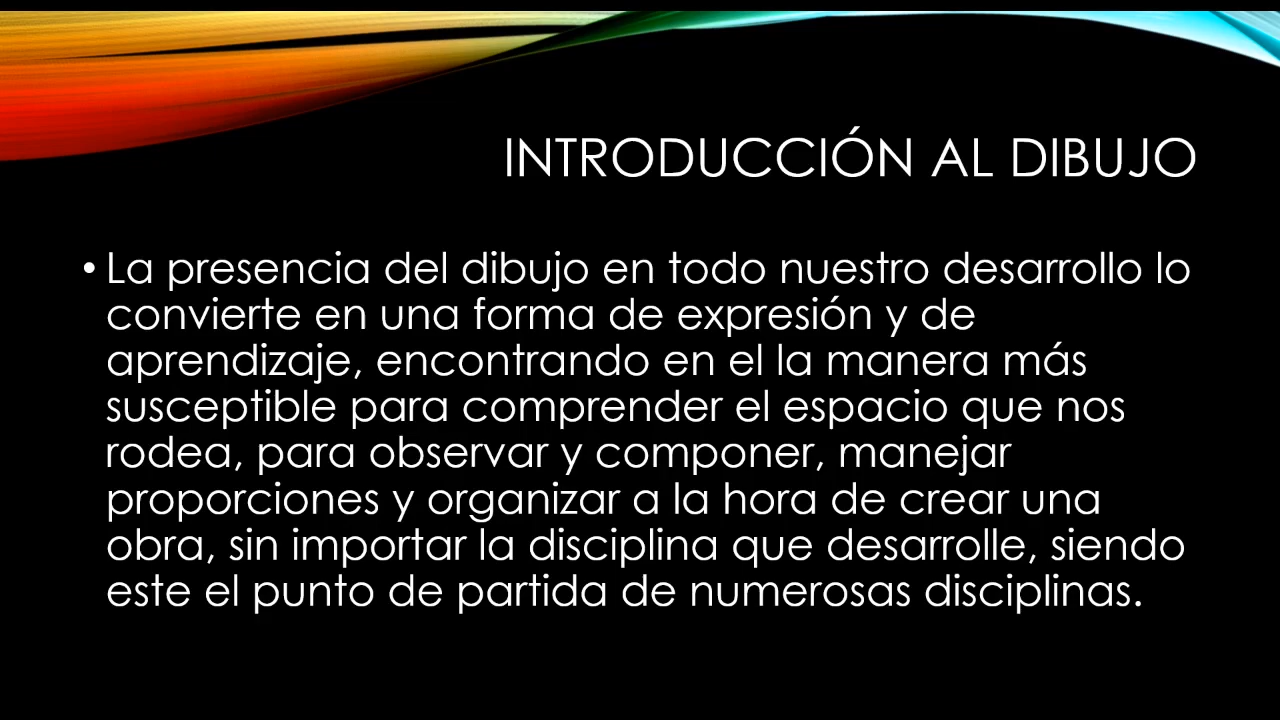 INTRODUCCIÓN AL DIBUJO
• La presencia del dibujo en todo nuestro desarrollo lo
convierte en una forma de expresión y de
aprendizaje, encontrando en el la manera más
susceptible para comprender el espacio que nos
rodea, para observar y componer, manejar
proporciones y organizar a la hora de crear una
obra, sin importar la disciplina que desarrolle, siendo
este el punto de partida de numerosas disciplinas.